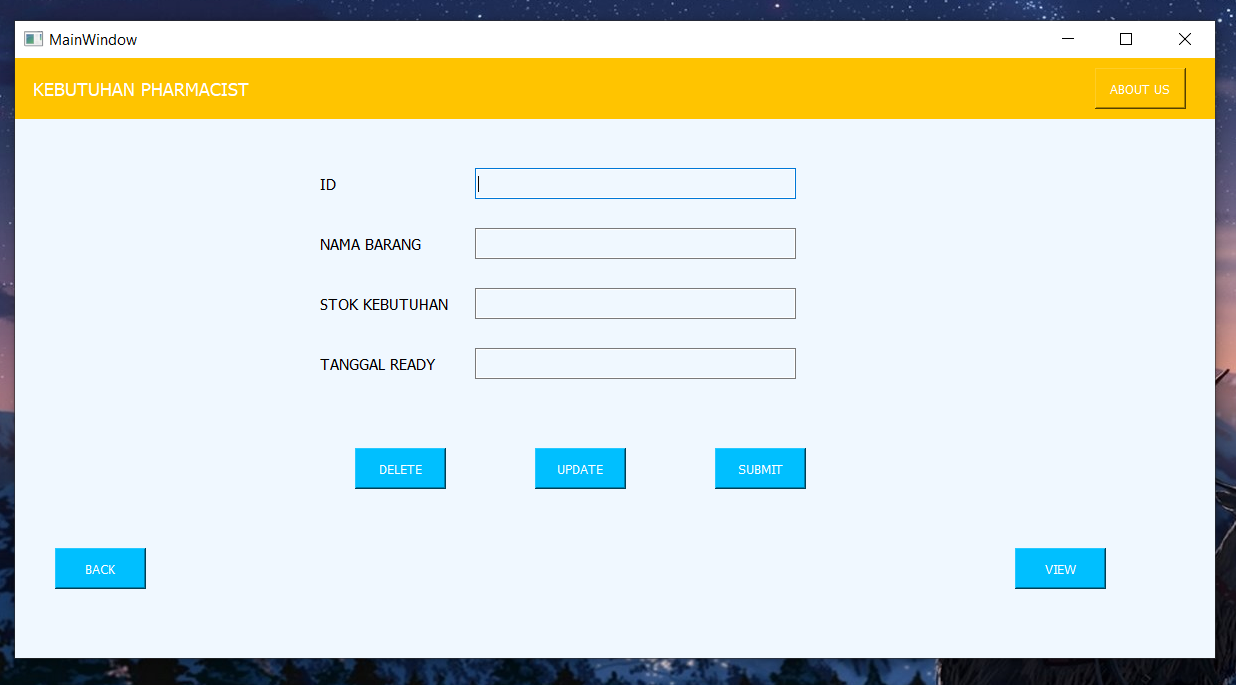 MainWindow
KEBUTUHAN PHARMACIST
ABOUT US
ID
NAMA BARANG
STOK KEBUTUHAN
TANGGAL READY
DELETE
UPDATE
SUBMIT
BACK
VIEW